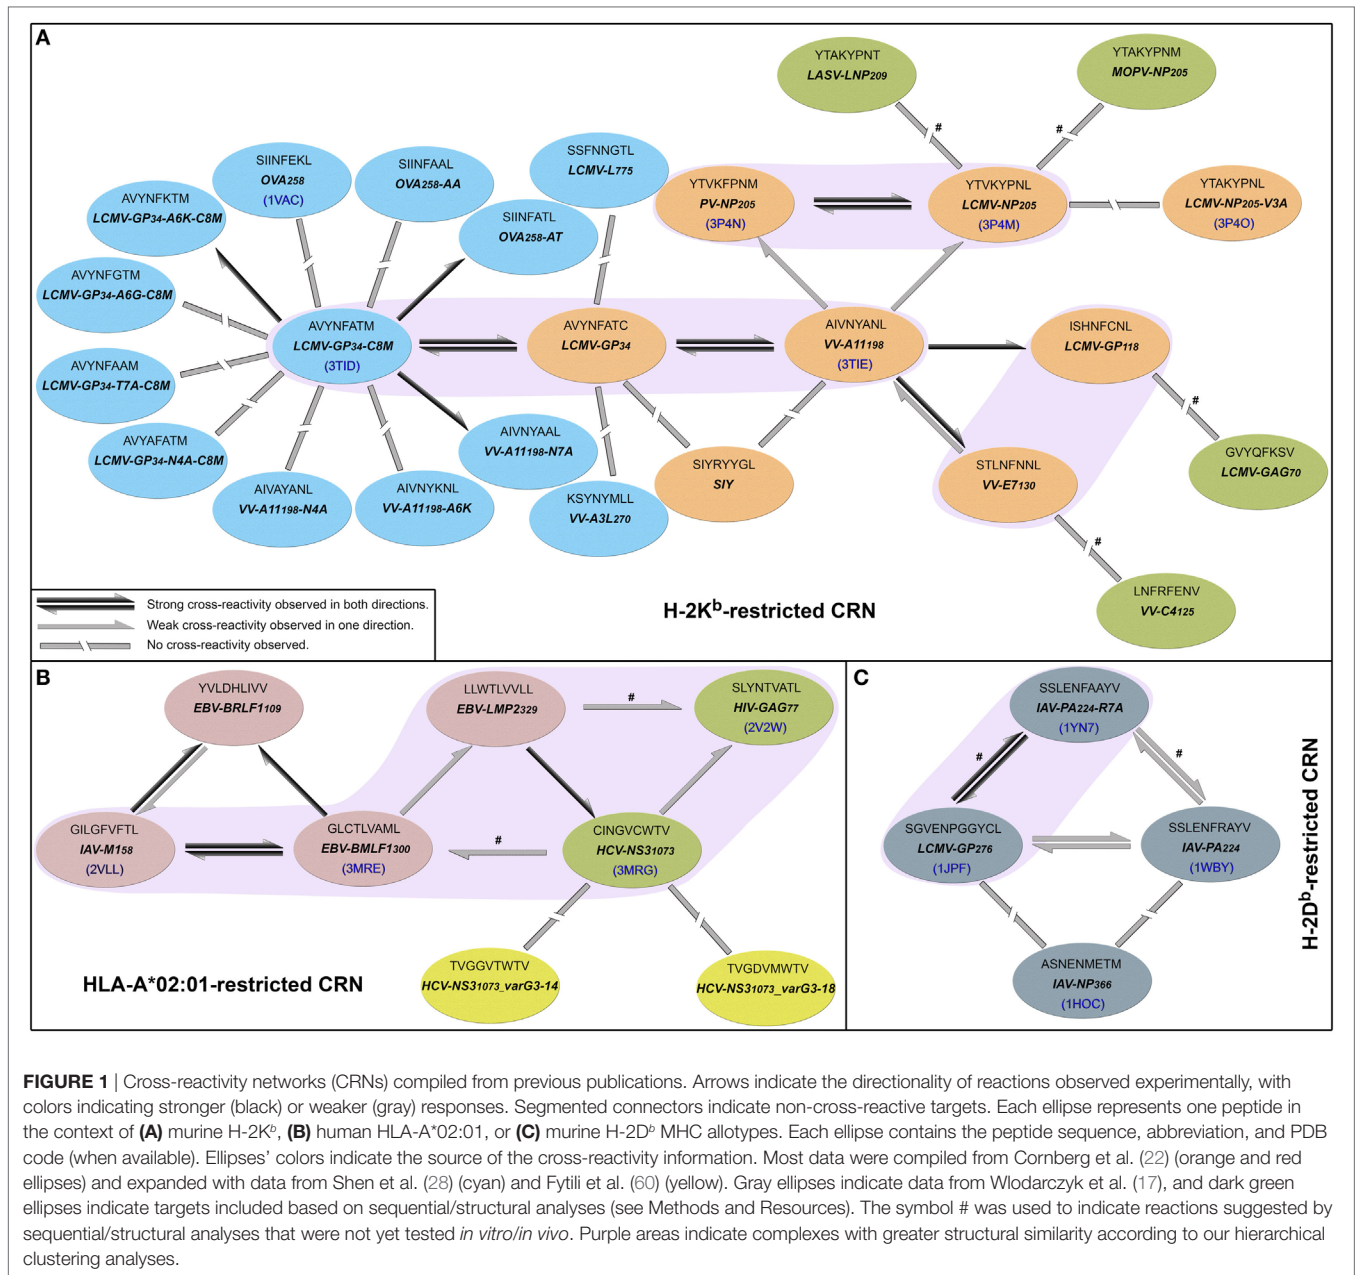 A
YTAKYPNT
LASV-LNP209
YTAKYPNM
MOPV-NP205
#
#
SIINFEKL
OVA258
(1VAC)
SIINFAAL
OVA258-AA
SSFNNGTL
LCMV-L775
AVYNFKTM
LCMV-GP34-A6K-C8M
SIINFATL
OVA258-AT
YTVKFPNM
PV-NP205
(3P4N)
YTVKYPNL
LCMV-NP205
(3P4M)
YTAKYPNL
LCMV-NP205-V3A
(3P4O)
AVYNFGTM
LCMV-GP34-A6G-C8M
AVYNFATM
LCMV-GP34-C8M
(3TID)
AVYNFATC
LCMV-GP34
AIVNYANL
VV-A11198
(3TIE)
ISHNFCNL
LCMV-GP118
AVYNFAAM
LCMV-GP34-T7A-C8M
#
AVYAFATM
LCMV-GP34-N4A-C8M
AIVNYAAL
VV-A11198-N7A
SIYRYYGL
SIY
STLNFNNL
VV-E7130
GVYQFKSV
LCMV-GAG70
AIVAYANL
VV-A11198-N4A
AIVNYKNL
VV-A11198-A6K
KSYNYMLL
VV-A3L270
#
LNFRFENV
VV-C4125
Strong cross-reactivity observed in both directions.
Weak cross-reactivity observed in one direction.
No cross-reactivity observed.
H-2Kb-restricted CRN
B
YVLDHLIVV
EBV-BRLF1109
LLWTLVVLL
EBV-LMP2329
#
SLYNTVATL
HIV-GAG77
(2V2W)
GILGFVFTL
IAV-M158
(2VLL)
GLCTLVAML
EBV-BMLF1300
(3MRE)
#
CINGVCWTV
HCV-NS31073
(3MRG)
TVGGVTWTV
HCV-NS31073_varG3-14
TVGDVMWTV
HCV-NS31073_varG3-18
HLA-A*02:01-restricted CRN
C
SSLENFAAYV
IAV-PA224-R7A
(1YN7)
#
#
SGVENPGGYCL
LCMV-GP276
(1JPF)
SSLENFRAYV
IAV-PA224
(1WBY)
ASNENMETM
IAV-NP366
(1HOC)
H-2Db-restricted CRN
FIGURE 1 | Cross-reactivity networks (CRNs) compiled from previous publications. Arrows indicate the directionality of reactions observed experimentally, with
colors indicating stronger (black) or weaker (gray) responses. Segmented connectors indicate non-cross-reactive targets. Each ellipse represents one peptide in
the context of (A) murine H-2Kb, (B) human HLA-A*02:01, or (C) murine H-2Db MHC allotypes. Each ellipse contains the peptide sequence, abbreviation, and PDB
code (when available). Ellipses' colors indicate the source of the cross-reactivity information. Most data were compiled from Cornberg et al. (22) (orange and red
ellipses) and expanded with data from Shen et al. (28) (cyan) and Fytili et al. (60) (yellow). Gray ellipses indicate data from Wlodarczyk et al. (17), and dark green
ellipses indicate targets included based on sequential/structural analyses (see Methods and Resources). The symbol # was used to indicate reactions suggested by
sequential/structural analyses that were not yet tested in vitro/in vivo. Purple areas indicate complexes with greater structural similarity according to our hierarchical
clustering analyses.